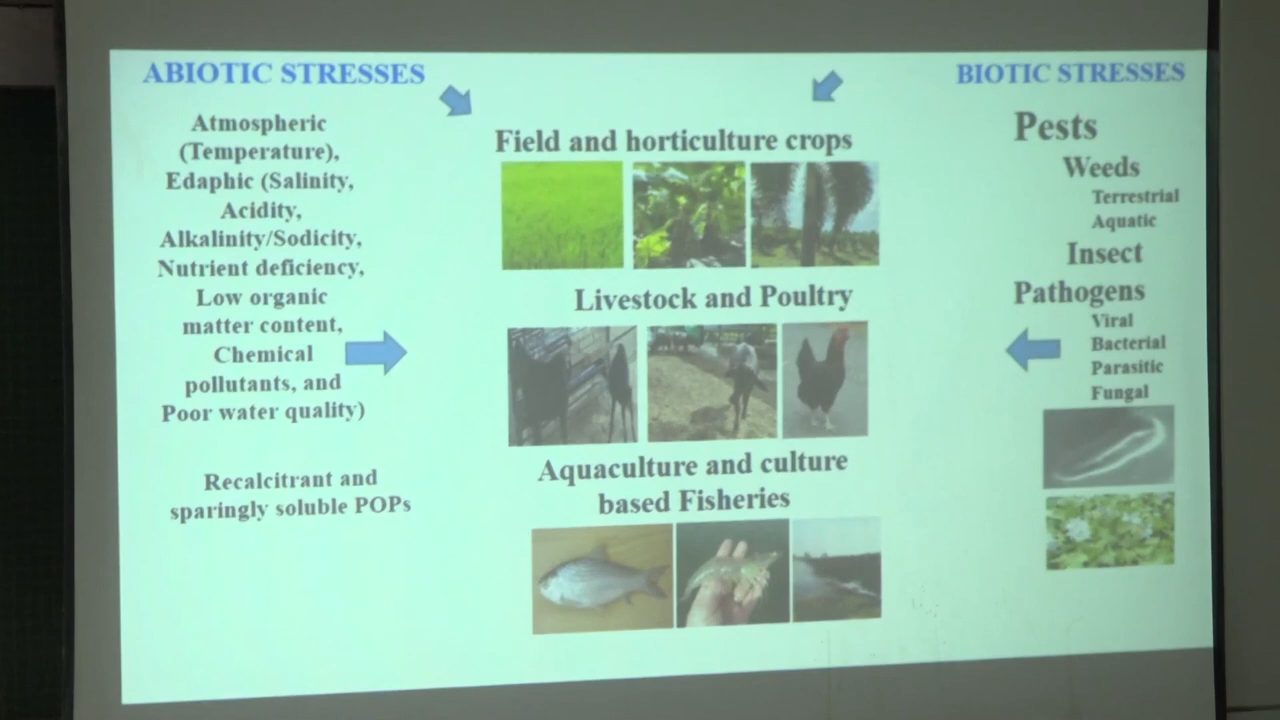 ABIOTIC STRESSES
Atmospheric
(Temperature),
Edaphic (Salinity,
Acidity,
Alkalinity/Sodicity,
Nutrient deficiency,
Low organic
matter content,
Chemical
pollutants, and
Poor water quality)
Recalcitrant and
sparingly soluble POPs
Field and horticulture crops
Livestock and Poultry
Aquaculture and culture
based Fisheries
BIOTIC STRESSES
Pests
Weeds
Terrestrial
Aquatic
Insect
Pathogens
Viral
Bacterial
Parasitic
Fungal